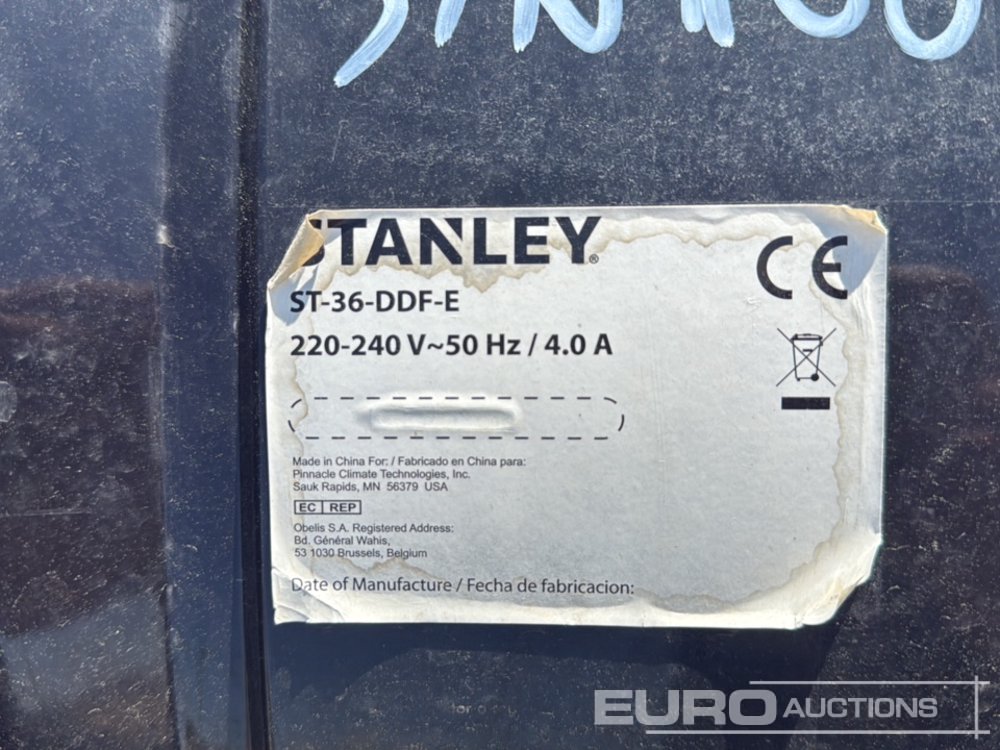 STANLEY®
ST-36-DDF-E
220-240 V~50 Hz / 4.0 A
CE
Made in China For: / Fabricado en China para:
Pinnacle Climate Technologies, Inc.
Sauk Rapids, MN 56379 USA
EC REP
Obelis S.A. Registered Address:
Bd. Général Wahis,
53 1030 Brussels, Belgium
Date of Manufacture / Fecha de fabricacion:
EURO AUCTIONS